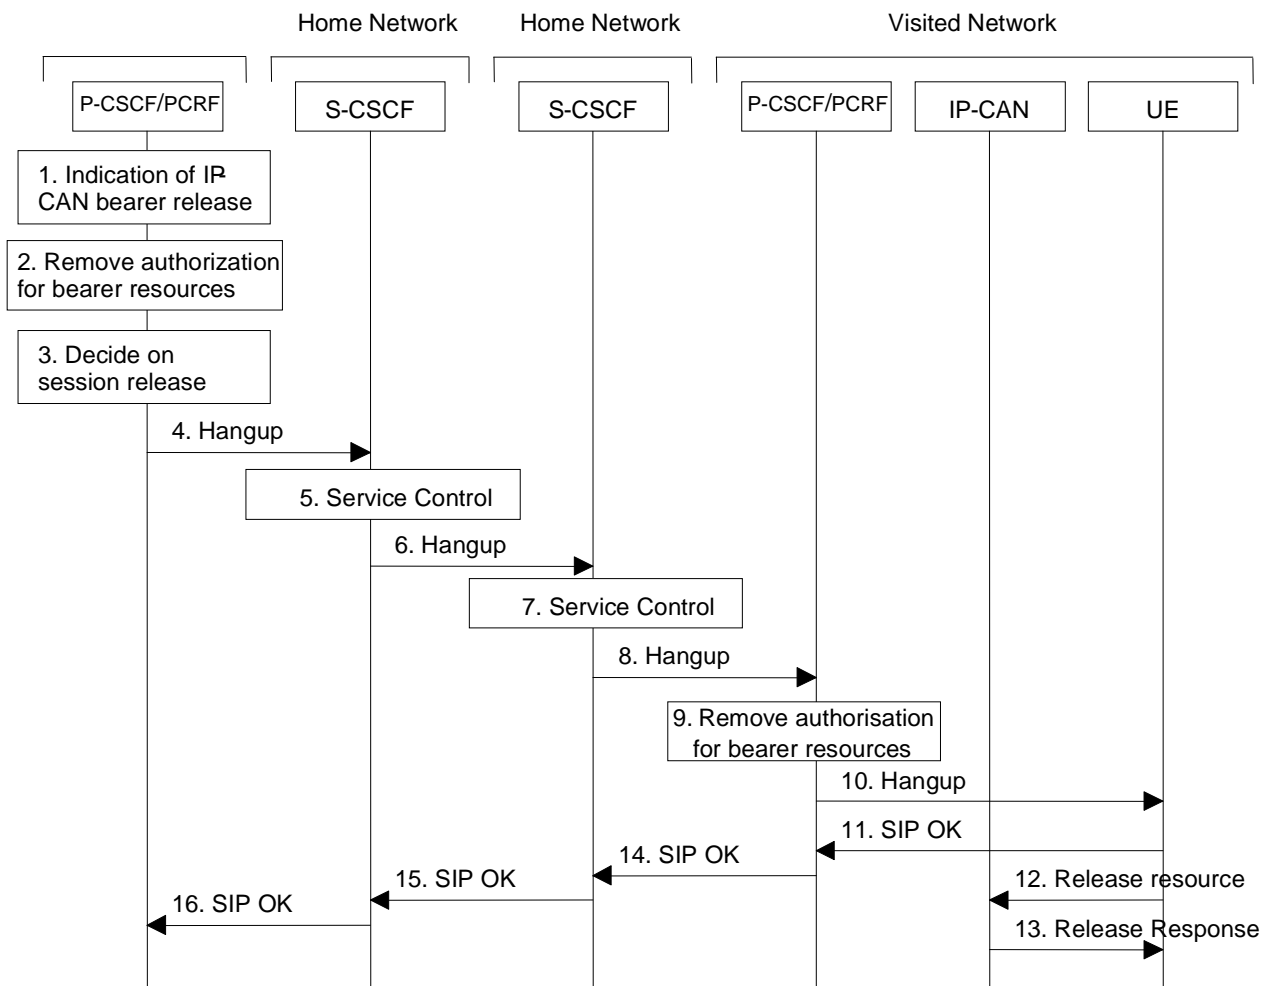 Home Network
Home Network
Visited Network
P-CSCF/PCRF
S-CSCF
S-CSCF
P-CSCF/PCRF
IP-CAN
UE
1. Indication of IP-
CAN bearer release
2. Remove authorization
for bearer resources
3. Decide on
session release
4. Hangup
5. Service Control
6. Hangup
7. Service Control
8. Hangup
9. Remove authorisation
for bearer resources
10. Hangup
11. SIP OK
14. SIP OK
15. SIP OK
12. Release resource
16. SIP OK
13. Release Response